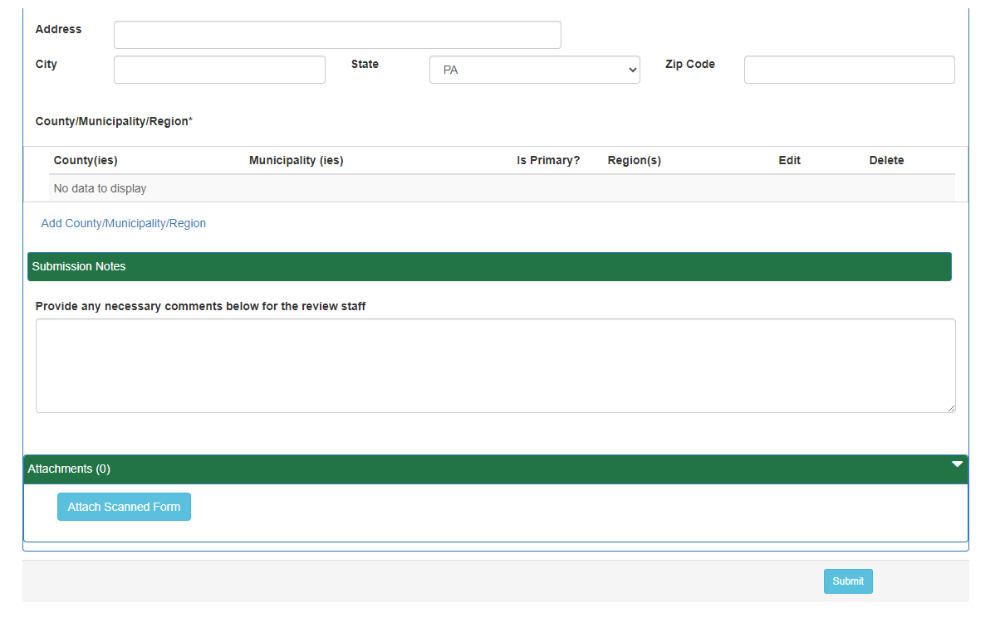 Address
City State PA Zip Code
County/Municipality/Region*
County(ies) Municipality (ies) Is Primary? Region(s) Edit Delete
No data to display
Add County/Municipality/Region
Submission Notes
Provide any necessary comments below for the review staff
Attachments (0)
Attach Scanned Form
Submit